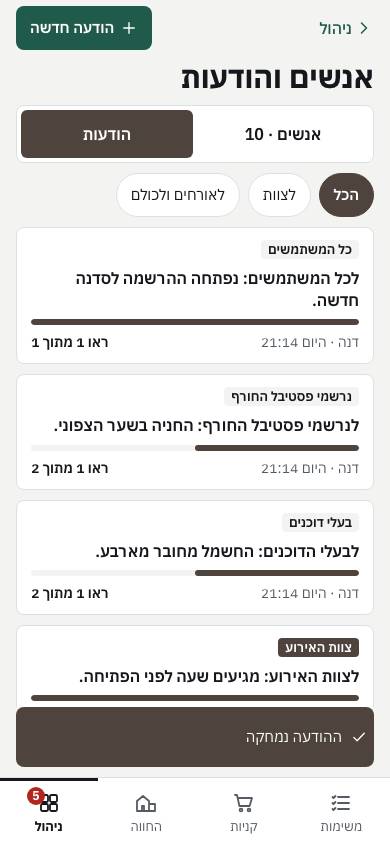 ניהול
הודעה חדשה
אנשים והודעות
אנשים · 10
הודעות
הכל
לצוות
לאורחים ולכולם
כל המשתמשים
לכל המשתמשים: נפתחה ההרשמה לסדנה
חדשה.
דנה · היום 21:14
ראו 1 מתוך 1
נרשמי פסטיבל החורף
לנרשמי פסטיבל החורף: החניה בשער הצפוני.
דנה · היום 21:14
ראו 1 מתוך 2
בעלי דוכנים
לבעלי הדוכנים: החשמל מחובר מארבע.
דנה · היום 21:14
ראו 1 מתוך 2
צוות האירוע
לצוות האירוע: מגיעים שעה לפני הפתיחה.
ההודעה נמחקה
משימות
קניות
החווה
5
ניהול